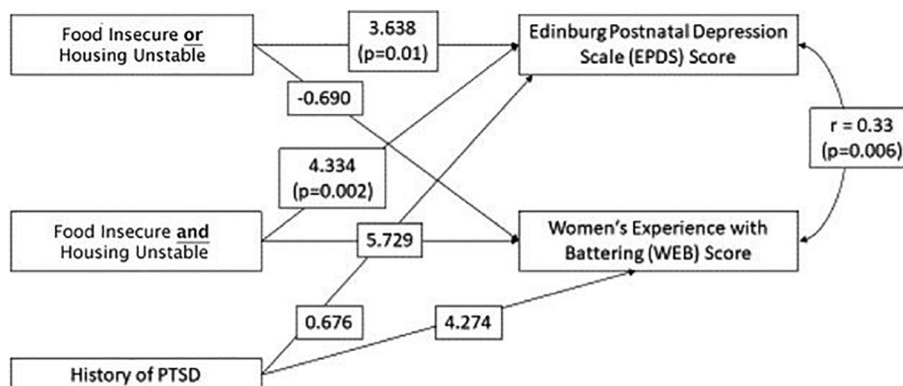 Food Insecure or
Housing Unstable
3.638
(p=0.01)
Edinburg Postnatal Depression
Scale (EPDS) Score
-0.690
r = 0.33
(p=0.006)
4.334
(p=0.002)
Food Insecure and
Housing Unstable
5.729
Women's Experience with
Battering (WEB) Score
0.676
4.274
History of PTSD